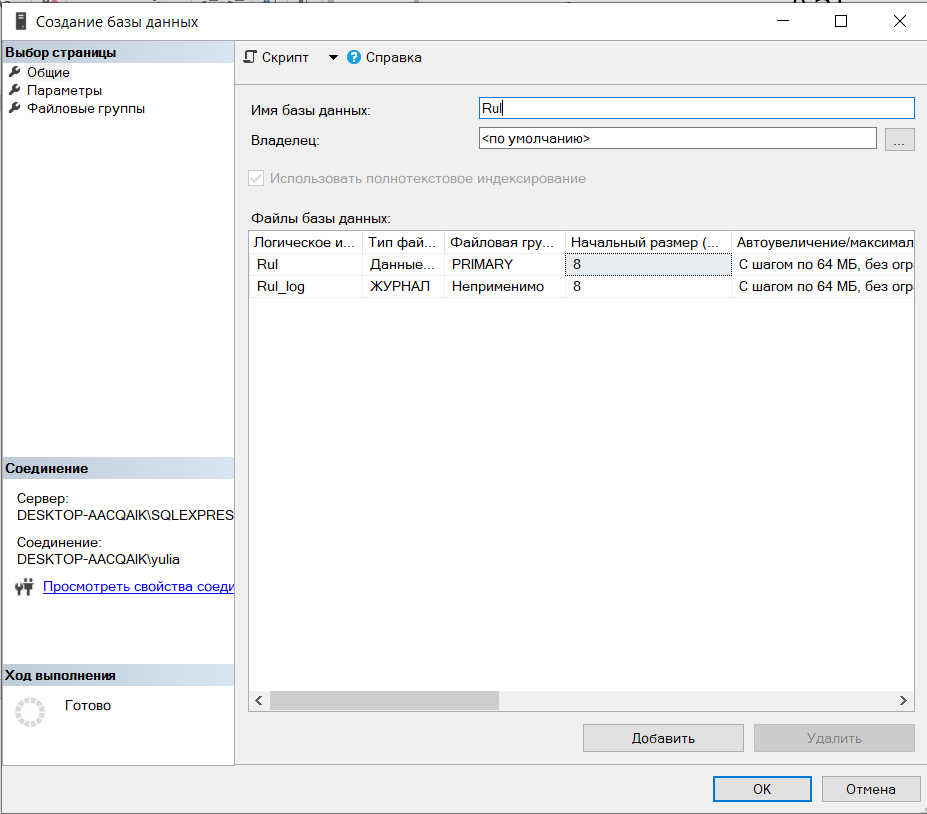 Создание базы данных
Выбор страницы
Общие
Параметры
Файловые группы
Скрипт
Справка
Имя базы данных:
Rul
Владелец:
<по умолчанию>
...
Использовать полнотекстовое индексирование
Файлы базы данных:
Логическое и... Тип фай... Файловая гру... Начальный размер (... Автоувеличение/максимал
Rul Данные... PRIMARY 8 С шагом по 64 МБ, без огр
Rul_log ЖУРНАЛ Неприменимо 8 С шагом по 64 МБ, без огр
Соединение
Сервер:
DESKTOP-AACQAIK\SQLEXPRES
Соединение:
DESKTOP-AACQAIK\yulia
Просмотреть свойства соеди
Ход выполнения
Готово
Добавить
Удалить
OK
Отмена